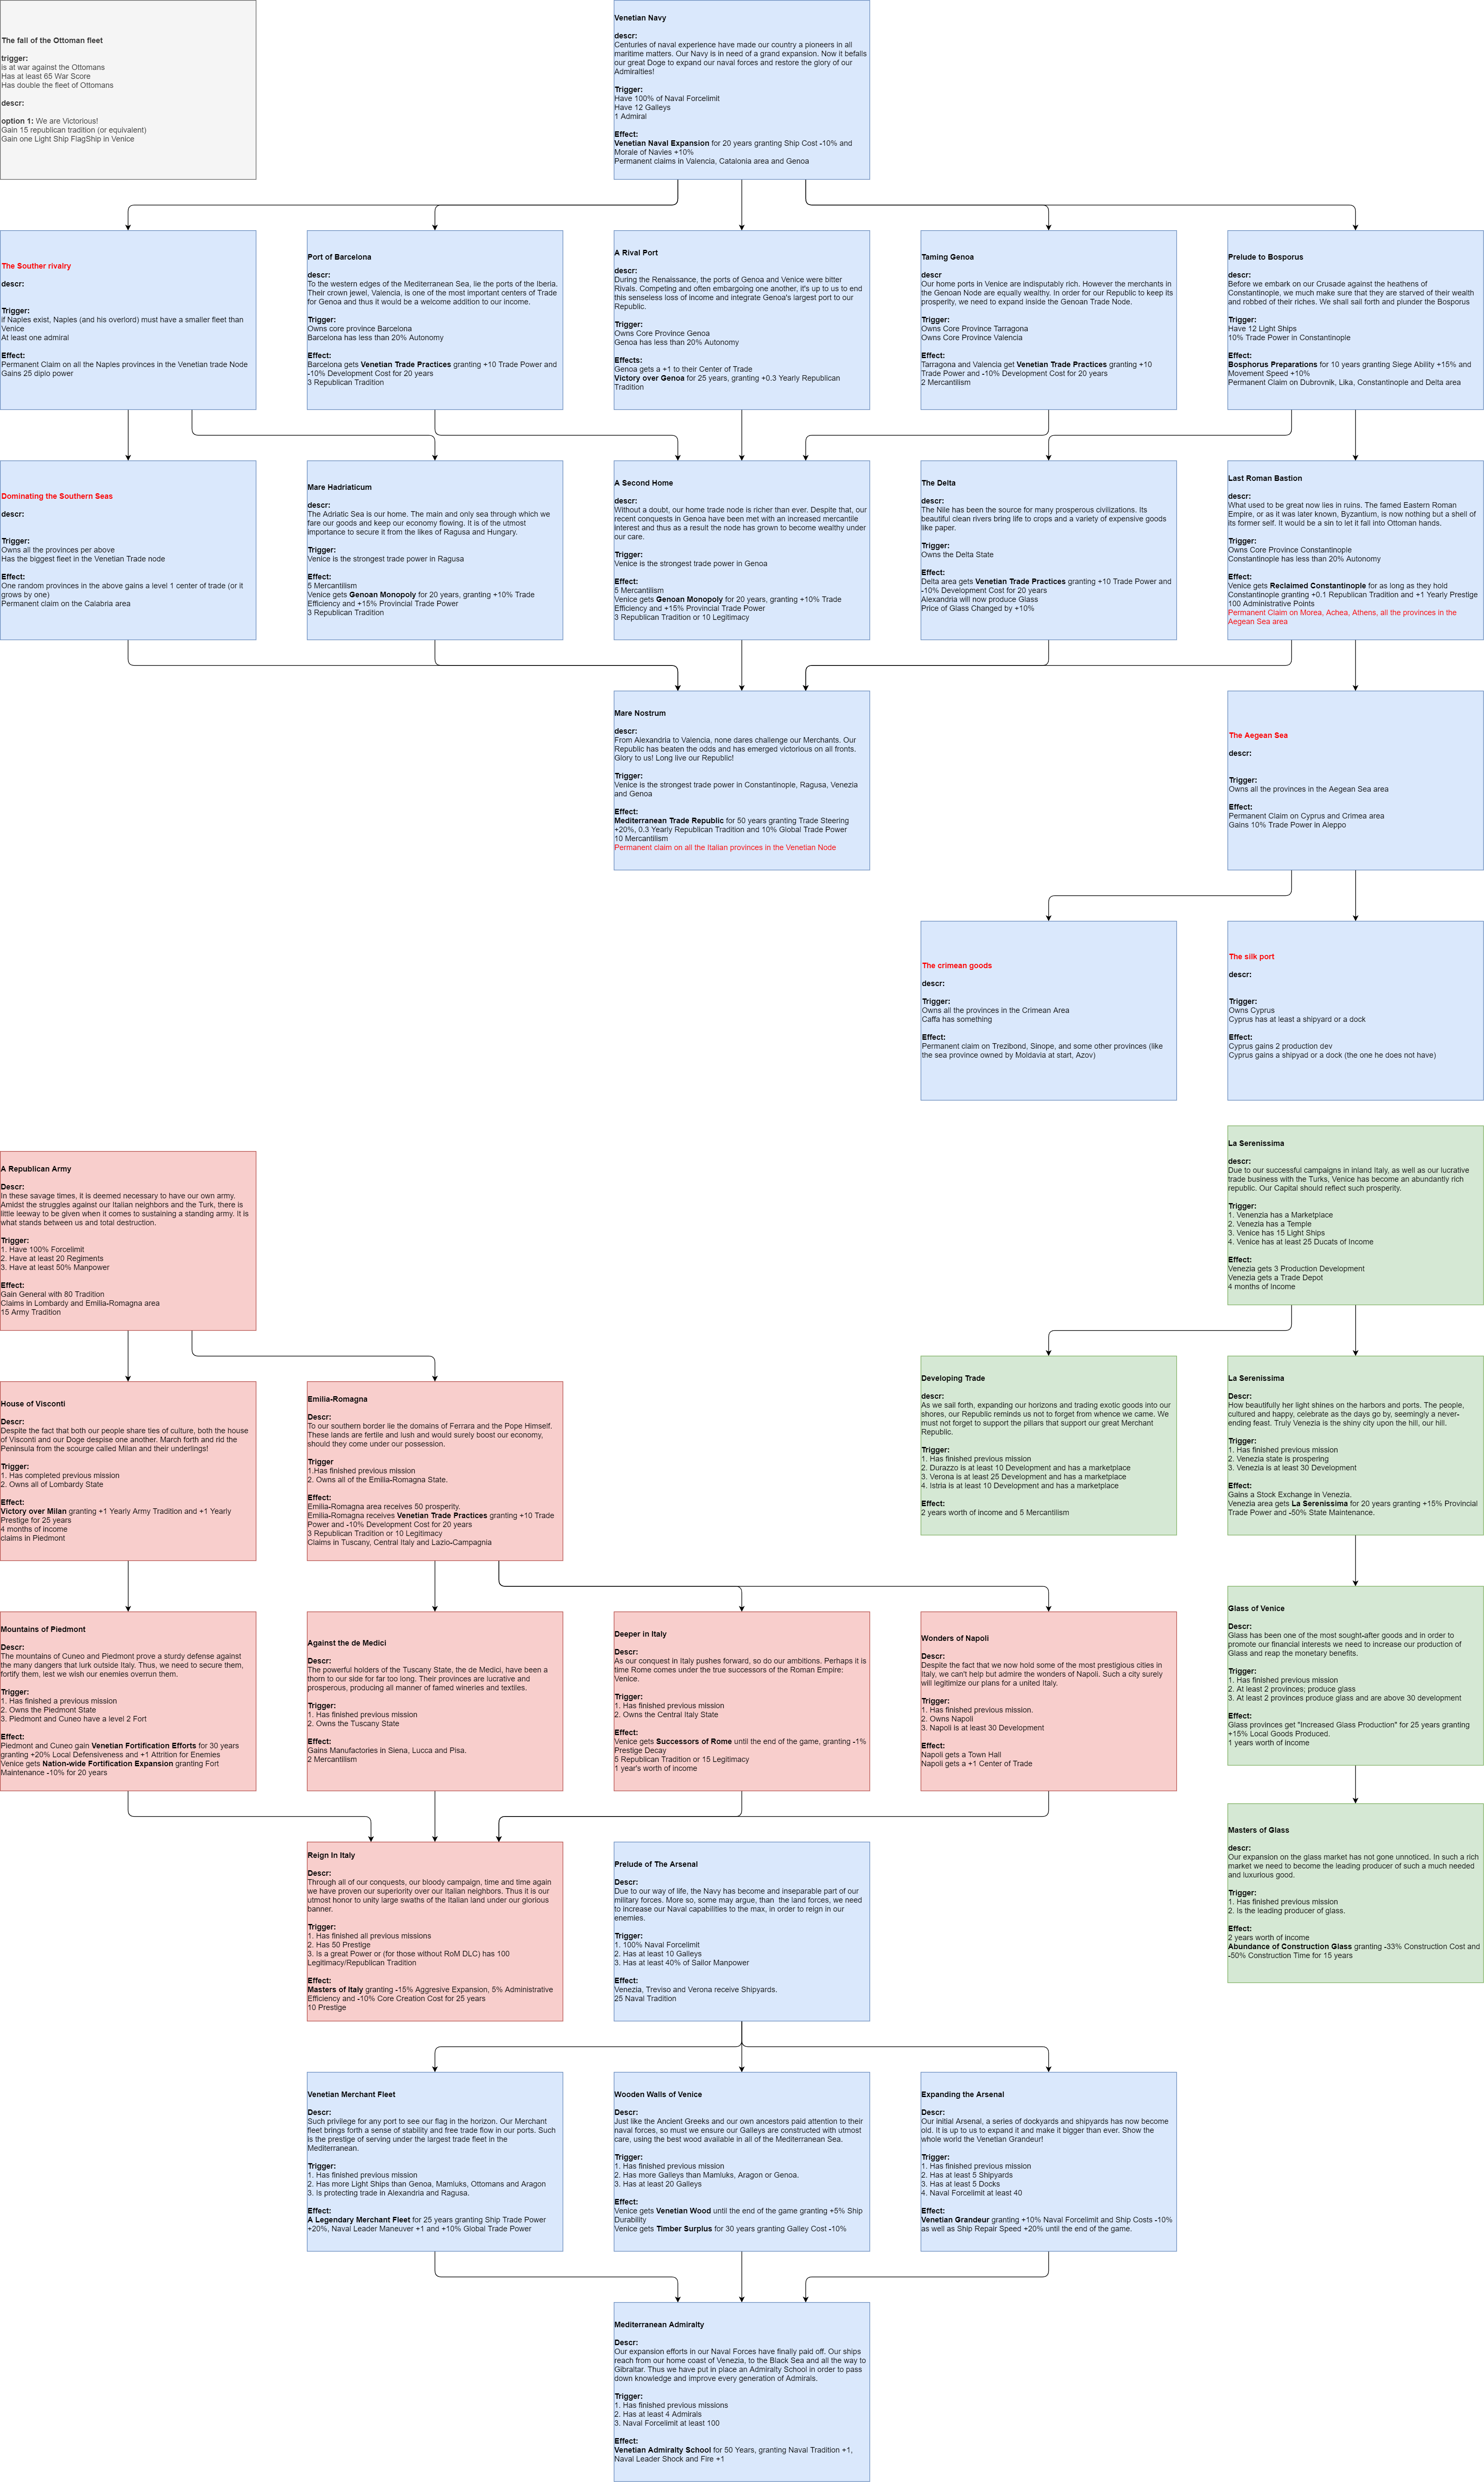 The fall of the Ottoman fleet
trigger:
is at war against the Ottomans
Has at least 65 War Score
Has double the fleet of Ottomans
descr:
option 1: We are Victorious!
Gain 15 republican tradition (or equivalent)
Gain one Light Ship FlagShip in Venice
Venetian Navy
descr:
Centuries of naval experience have made our country a pioneers in all
maritime matters. Our Navy is in need of a grand expansion. Now it befalls
our great Doge to expand our naval forces and restore the glory of our
Admiralties!
Trigger:
Have 100% of Naval Forcelimit
Have 12 Galleys
1 Admiral
Effect:
Venetian Naval Expansion for 20 years granting Ship Cost -10% and
Morale of Navies +10%
Permanent claims in Valencia, Catalonia area and Genoa
The Souther rivalry
descr:
Trigger:
If Naples exist, Naples (and his overlord) must have a smaller fleet than
Venice
At least one admiral
Effect:
Permanent Claim on all the Naples provinces in the Venetian trade Node
Gains 25 diplo power
Port of Barcelona
descr:
To the western edges of the Mediterranean Sea, lie the ports of the Iberia.
Their crown jewel, Valencia, is one of the most important centers of Trade
for Genoa and thus it would be a welcome addition to our income.
Trigger:
Owns core province Barcelona
Barcelona has less than 20% Autonomy
Effect:
Barcelona gets Venetian Trade Practices granting +10 Trade Power and
-10% Development Cost for 20 years
3 Republican Tradition
A Rival Port
descr:
During the Renaissance, the ports of Genoa and Venice were bitter
Rivals. Competing and often embargoing one another, it's up to us to end
this senseless loss of income and integrate Genoa's largest port to our
Republic.
Trigger:
Owns Core Province Genoa
Genoa has less than 20% Autonomy
Effects:
Genoa gets a +1 to their Center of Trade
Victory over Genoa for 25 years, granting +0.3 Yearly Republican
Tradition
Taming Genoa
descr
Our home ports in Venice are indisputably rich. However the merchants in
the Genoan Node are equally wealthy. In order for our Republic to keep its
prosperity, we need to expand inside the Genoan Trade Node.
Trigger:
Owns Core Province Tarragona
Owns Core Province Valencia
Effect:
Tarragona and Valencia get Venetian Trade Practices granting +10
Trade Power and -10% Development Cost for 20 years
2 Mercantilism
Prelude to Bosporus
descr:
Before we embark on our Crusade against the heathens of
Constantinople, we much make sure that they are starved of their wealth
and robbed of their riches. We shall sail forth and plunder the Bosporus
Trigger:
Have 12 Light Ships
10% Trade Power in Constantinople
Effect:
Bosphorus Preparations for 10 years granting Siege Ability +15% and
Movement Speed +10%
Permanent Claim on Dubrovnik, Lika, Constantinople and Delta area
Dominating the Southern Seas
descr:
Trigger:
Owns all the provinces per above
Has the biggest fleet in the Venetian Trade node
Effect:
One random provinces in the above gains a level 1 center of trade (or it
grows by one)
Permanent claim on the Calabria area
Mare Hadriaticum
descr:
The Adriatic Sea is our home. The main and only sea through which we
fare our goods and keep our economy flowing. It is of the utmost
importance to secure it from the likes of Ragusa and Hungary.
Trigger:
Venice is the strongest trade power in Ragusa
Effect:
5 Mercantilism
Venice gets Genoan Monopoly for 20 years, granting +10% Trade
Efficiency and +15% Provincial Trade Power
3 Republican Tradition
A Second Home
descr:
Without a doubt, our home trade node is richer than ever. Despite that, our
recent conquests in Genoa have been met with an increased mercantile
interest and thus as a result the node has grown to become wealthy under
our care.
Trigger:
Venice is the strongest trade power in Genoa
Effect:
5 Mercantilism
Venice gets Genoan Monopoly for 20 years, granting +10% Trade
Efficiency and +15% Provincial Trade Power
3 Republican Tradition or 10 Legitimacy
The Delta
descr:
The Nile has been the source for many prosperous civilizations. Its
beautiful clean rivers bring life to crops and a variety of expensive goods
like paper.
Trigger:
Owns the Delta State
Effect:
Delta area gets Venetian Trade Practices granting +10 Trade Power and
-10% Development Cost for 20 years
Alexandria will now produce Glass
Price of Glass Changed by +10%
Last Roman Bastion
descr:
What used to be great now lies in ruins. The famed Eastern Roman
Empire, or as it was later known, Byzantium, is now nothing but a shell of
its former self. It would be a sin to let it fall into Ottoman hands.
Trigger:
Owns Core Province Constantinople
Constantinople has less than 20% Autonomy
Effect:
Venice gets Reclaimed Constantinople for as long as they hold
Constantinople granting +0.1 Republican Tradition and +1 Yearly Prestige
100 Administrative Points
Permanent Claim on Morea, Achea, Athens, all the provinces in the
Aegean Sea area
Mare Nostrum
descr:
From Alexandria to Valencia, none dares challenge our Merchants. Our
Republic has beaten the odds and has emerged victorious on all fronts.
Glory to us! Long live our Republic!
Trigger:
Venice is the strongest trade power in Constantinople, Ragusa, Venezia
and Genoa
Effect:
Mediterranean Trade Republic for 50 years granting Trade Steering
+20%, 0.3 Yearly Republican Tradition and 10% Global Trade Power
10 Mercantilism
Permanent claim on all the Italian provinces in the Venetian Node
The Aegean Sea
descr:
Trigger:
Owns all the provinces in the Aegean Sea area
Effect:
Permanent Claim on Cyprus and Crimea area
Gains 10% Trade Power in Aleppo
The crimean goods
descr:
Trigger:
Owns all the provinces in the Crimean Area
Caffa has something
Effect:
Permanent claim on Trezibond, Sinope, and some other provinces (like
the sea province owned by Moldavia at start, Azov)
The silk port
descr:
Trigger:
Owns Cyprus
Cyprus has at least a shipyard or a dock
Effect:
Cyprus gains 2 production dev
Cyprus gains a shipyad or a dock (the one he does not have)
A Republican Army
Descr:
In these savage times, it is deemed necessary to have our own army.
Amidst the struggles against our Italian neighbors and the Turk, there is
little leeway to be given when it comes to sustaining a standing army. It is
what stands between us and total destruction.
Trigger:
1. Have 100% Forcelimit
2. Have at least 20 Regiments
3. Have at least 50% Manpower
Effect:
Gain General with 80 Tradition
Claims in Lombardy and Emilia-Romagna area
15 Army Tradition
La Serenissima
descr:
Due to our successful campaigns in inland Italy, as well as our lucrative
trade business with the Turks, Venice has become an abundantly rich
republic. Our Capital should reflect such prosperity.
Trigger:
1. Venenzia has a Marketplace
2. Venezia has a Temple
3. Venice has 15 Light Ships
4. Venice has at least 25 Ducats of Income
Effect:
Venezia gets 3 Production Development
Venezia gets a Trade Depot
4 months of Income
House of Visconti
Descr:
Despite the fact that both our people share ties of culture, both the house
of Visconti and our Doge despise one another. March forth and rid the
Peninsula from the scourge called Milan and their underlings!
Trigger:
1. Has completed previous mission
2. Owns all of Lombardy State
Effect:
Victory over Milan granting +1 Yearly Army Tradition and +1 Yearly
Prestige for 25 years
4 months of income
claims in Piedmont
Emilia-Romagna
Descr:
To our southern border lie the domains of Ferrara and the Pope Himself.
These lands are fertile and lush and would surely boost our economy,
should they come under our possession.
Trigger
1.Has finished previous mission
2. Owns all of the Emilia-Romagna State.
Effect:
Emilia-Romagna area receives 50 prosperity.
Emilia-Romagna receives Venetian Trade Practices granting +10 Trade
Power and -10% Development Cost for 20 years
3 Republican Tradition or 10 Legitimacy
Claims in Tuscany, Central Italy and Lazio-Campagnia
Developing Trade
descr:
As we sail forth, expanding our horizons and trading exotic goods into our
shores, our Republic reminds us not to forget from whence we came. We
must not forget to support the pillars that support our great Merchant
Republic.
Trigger:
1. Has finished previous mission
2. Durazzo is at least 10 Development and has a marketplace
3. Verona is at least 25 Development and has a marketplace
4. Istria is at least 10 Development and has a marketplace
Effect:
2 years worth of income and 5 Mercantilism
La Serenissima
Descr:
How beautifully her light shines on the harbors and ports. The people,
cultured and happy, celebrate as the days go by, seemingly a never-
ending feast. Truly Venezia is the shiny city upon the hill, our hill.
Trigger:
1. Has finished previous mission
2. Venezia state is prospering
3. Venezia is at least 30 Development
Effect:
Gains a Stock Exchange in Venezia.
Venezia area gets La Serenissima for 20 years granting +15% Provincial
Trade Power and -50% State Maintenance.
Mountains of Piedmont
Descr:
The mountains of Cuneo and Piedmont prove a sturdy defense against
the many dangers that lurk outside Italy. Thus, we need to secure them,
fortify them, lest we wish our enemies overrun them.
Trigger:
1. Has finished a previous mission
2. Owns the Piedmont State
3. Piedmont and Cuneo have a level 2 Fort
Effect:
Piedmont and Cuneo gain Venetian Fortification Efforts for 30 years
granting +20% Local Defensiveness and +1 Attrition for Enemies
Venice gets Nation-wide Fortification Expansion granting Fort
Maintenance -10% for 20 years
Against the de Medici
Descr:
The powerful holders of the Tuscany State, the de Medici, have been a
thorn to our side for far too long. Their provinces are lucrative and
prosperous, producing all manner of famed wineries and textiles.
Trigger:
1. Has finished previous mission
2. Owns the Tuscany State
Effect:
Gains Manufactories in Siena, Lucca and Pisa.
2 Mercantilism
Deeper in Italy
Descr:
As our conquest in Italy pushes forward, so do our ambitions. Perhaps it is
time Rome comes under the true successors of the Roman Empire:
Venice.
Trigger:
1. Has finished previous mission
2. Owns the Central Italy State
Effect:
Venice gets Successors of Rome until the end of the game, granting -1%
Prestige Decay
5 Republican Tradition or 15 Legitimacy
1 year's worth of income
Wonders of Napoli
Descr:
Despite the fact that we now hold some of the most prestigious cities in
Italy, we can't help but admire the wonders of Napoli. Such a city surely
will legitimize our plans for a united Italy.
Trigger:
1. Has finished previous mission.
2. Owns Napoli
3. Napoli is at least 30 Development
Effect:
Napoli gets a Town Hall
Napoli gets a +1 Center of Trade
Glass of Venice
Descr:
Glass has been one of the most sought-after goods and in order to
promote our financial interests we need to increase our production of
Glass and reap the monetary benefits.
Trigger:
1. Has finished previous mission
2. At least 2 provinces; produce glass
3. At least 2 provinces produce glass and are above 30 development
Effect:
Glass provinces get "Increased Glass Production" for 25 years granting
+15% Local Goods Produced.
1 years worth of income
Reign In Italy
Descr:
Through all of our conquests, our bloody campaign, time and time again
we have proven our superiority over our Italian neighbors. Thus it is our
utmost honor to unity large swaths of the Italian land under our glorious
banner.
Trigger:
1. Has finished all previous missions
2. Has 50 Prestige
3. Is a great Power or (for those without RoM DLC) has 100
Legitimacy/Republican Tradition
Effect:
Masters of Italy granting -15% Aggresive Expansion, 5% Administrative
Efficiency and -10% Core Creation Cost for 25 years
10 Prestige
Prelude of The Arsenal
Descr:
Due to our way of life, the Navy has become and inseparable part of our
military forces. More so, some may argue, than  the land forces, we need
to increase our Naval capabilities to the max, in order to reign in our
enemies.
Trigger:
1. 100% Naval Forcelimit
2. Has at least 10 Galleys
3. Has at least 40% of Sailor Manpower
Effect:
Venezia, Treviso and Verona receive Shipyards.
25 Naval Tradition
Masters of Glass
descr:
Our expansion on the glass market has not gone unnoticed. In such a rich
market we need to become the leading producer of such a much needed
and luxurious good.
Trigger:
1. Has finished previous mission
2. Is the leading producer of glass.
Effect:
2 years worth of income
Abundance of Construction Glass granting -33% Construction Cost and
-50% Construction Time for 15 years
Venetian Merchant Fleet
Descr:
Such privilege for any port to see our flag in the horizon. Our Merchant
fleet brings forth a sense of stability and free trade flow in our ports. Such
is the prestige of serving under the largest trade fleet in the
Mediterranean.
Trigger:
1. Has finished previous mission
2. Has more Light Ships than Genoa, Mamluks, Ottomans and Aragon
3. Is protecting trade in Alexandria and Ragusa.
Effect:
A Legendary Merchant Fleet for 25 years granting Ship Trade Power
+20%, Naval Leader Maneuver +1 and +10% Global Trade Power
Wooden Walls of Venice
Descr:
Just like the Ancient Greeks and our own ancestors paid attention to their
naval forces, so must we ensure our Galleys are constructed with utmost
care, using the best wood available in all of the Mediterranean Sea.
Trigger:
1. Has finished previous mission
2. Has more Galleys than Mamluks, Aragon or Genoa.
3. Has at least 20 Galleys
Effect:
Venice gets Venetian Wood until the end of the game granting +5% Ship
Durability
Venice gets Timber Surplus for 30 years granting Galley Cost -10%
Expanding the Arsenal
Descr:
Our initial Arsenal, a series of dockyards and shipyards has now become
old. It is up to us to expand it and make it bigger than ever. Show the
whole world the Venetian Grandeur!
Trigger:
1. Has finished previous mission
2. Has at least 5 Shipyards
3. Has at least 5 Docks
4. Naval Forcelimit at least 40
Effect:
Venetian Grandeur granting +10% Naval Forcelimit and Ship Costs -10%
as well as Ship Repair Speed +20% until the end of the game.
Mediterranean Admiralty
Descr:
Our expansion efforts in our Naval Forces have finally paid off. Our ships
reach from our home coast of Venezia, to the Black Sea and all the way to
Gibraltar. Thus we have put in place an Admiralty School in order to pass
down knowledge and improve every generation of Admirals.
Trigger:
1. Has finished previous missions
2. Has at least 4 Admirals
3. Naval Forcelimit at least 100
Effect:
Venetian Admiralty School for 50 Years, granting Naval Tradition +1,
Naval Leader Shock and Fire +1